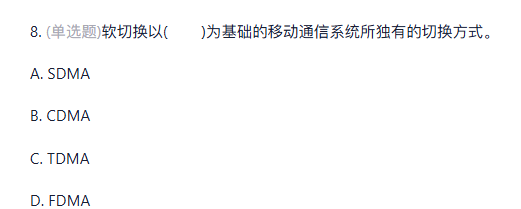 8. (单选题)软切换以(        )为基础的移动通信系统所独有的切换方式。
A. SDMA
B. CDMA
C. TDMA
D. FDMA